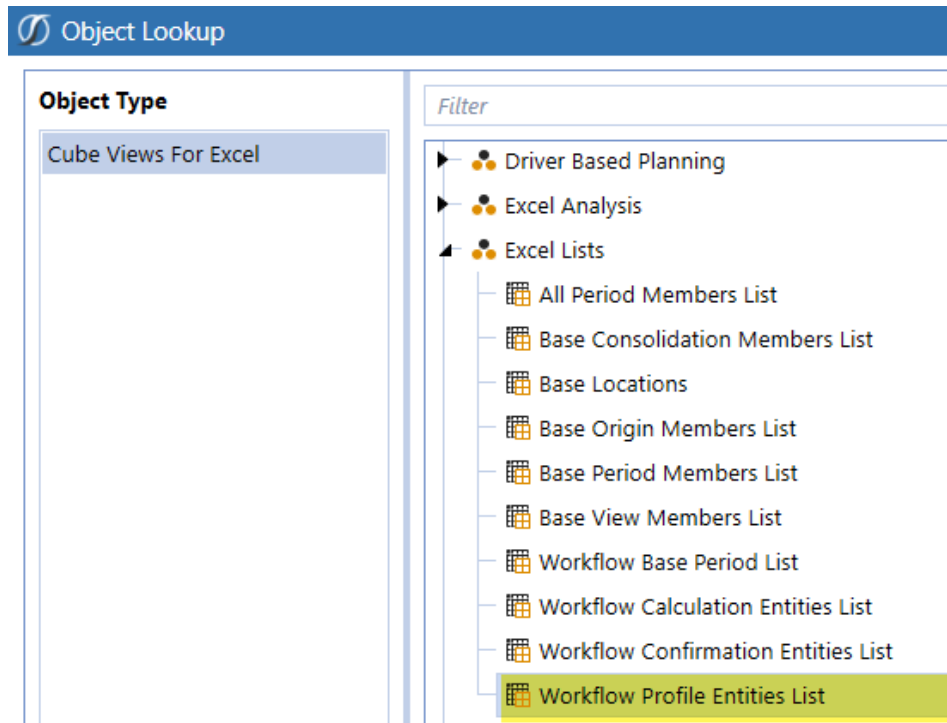 Object Lookup
Object Type
Cube Views For Excel
Filter
Driver Based Planning
Excel Analysis
Excel Lists
All Period Members List
Base Consolidation Members List
Base Locations
Base Origin Members List
Base Period Members List
Base View Members List
Workflow Base Period List
Workflow Calculation Entities List
Workflow Confirmation Entities List
Workflow Profile Entities List